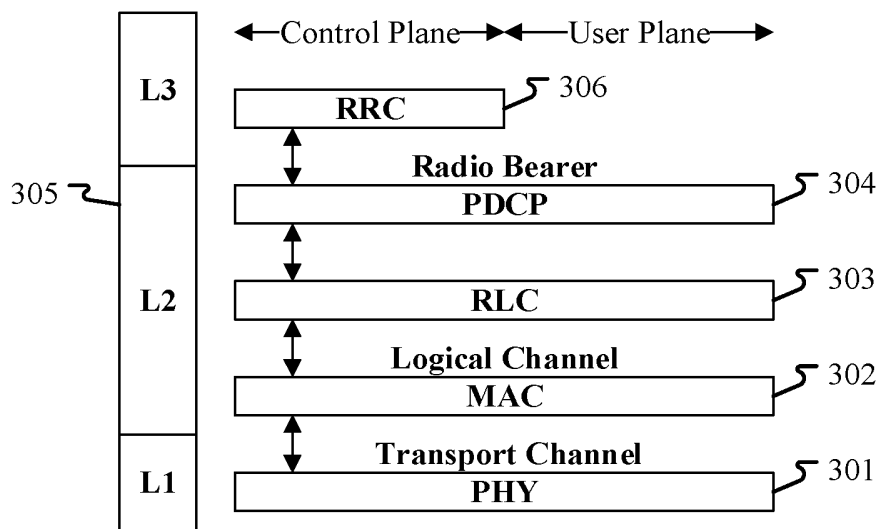 Control Plane User Plane
L3
306
RRC
Radio Bearer
305
304
PDCP
303
L2
RLC
Logical Channel
302
MAC
Transport Channel
301
L1
PHY